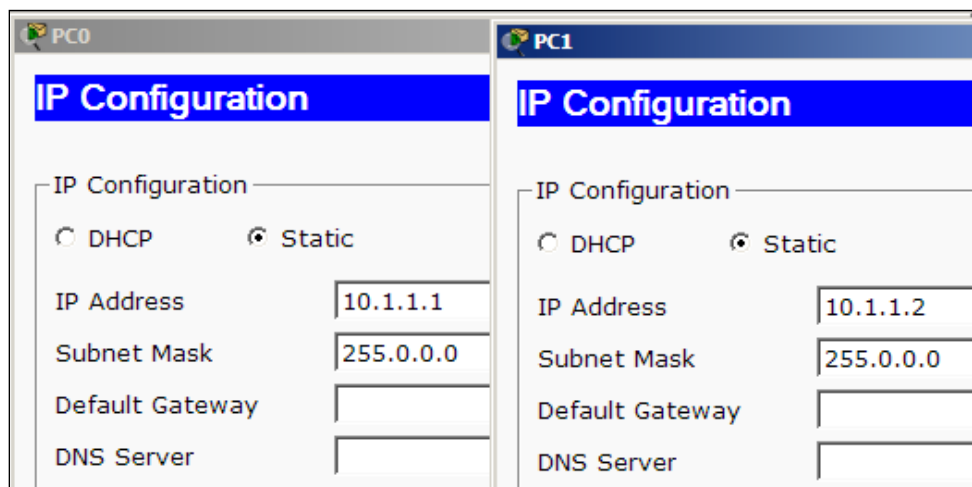 PC0
IP Configuration
IP Configuration
DHCP
Static
IP Address
10.1.1.1
Subnet Mask
255.0.0.0
Default Gateway
DNS Server
PC1
IP Configuration
IP Configuration
DHCP
Static
IP Address
10.1.1.2
Subnet Mask
255.0.0.0
Default Gateway
DNS Server